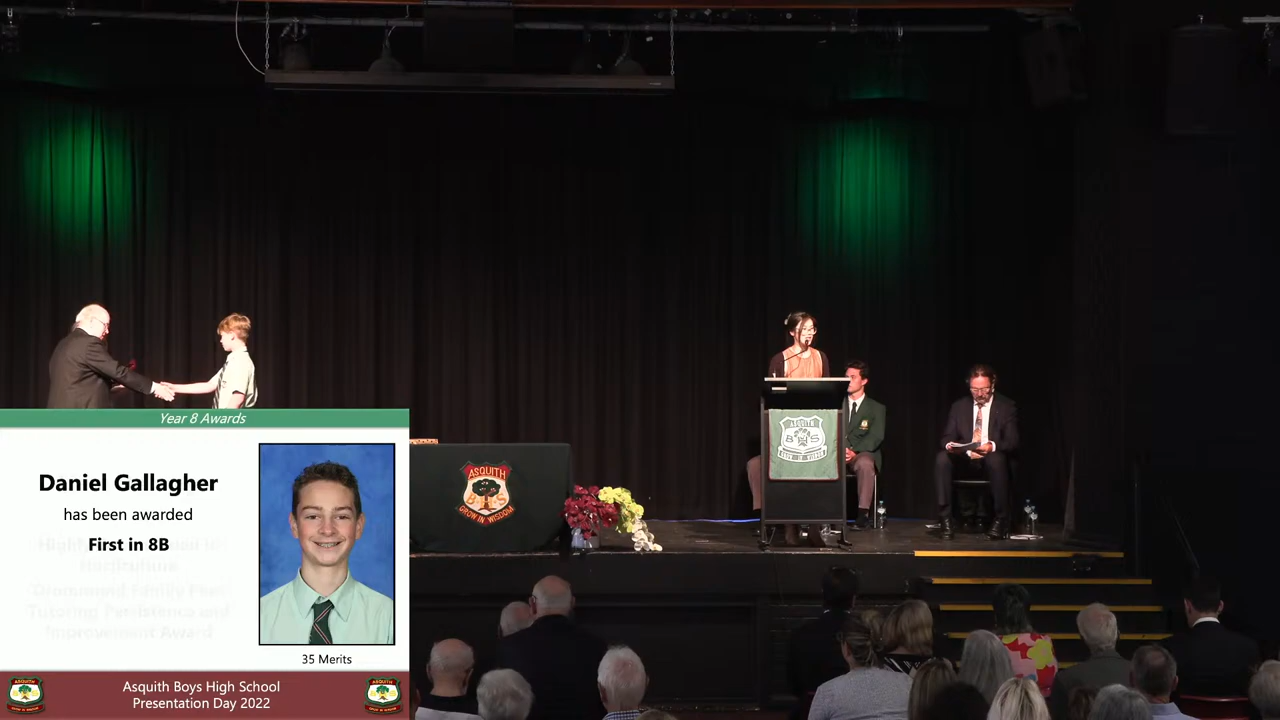 Year 8 Awards
Daniel Gallagher
has been awarded
First in 8B
35 Merits
Asquith Boys High School
Presentation Day 2022
ASQUITH
B H S
GROW IN WISDOM
ASQUITH
B S